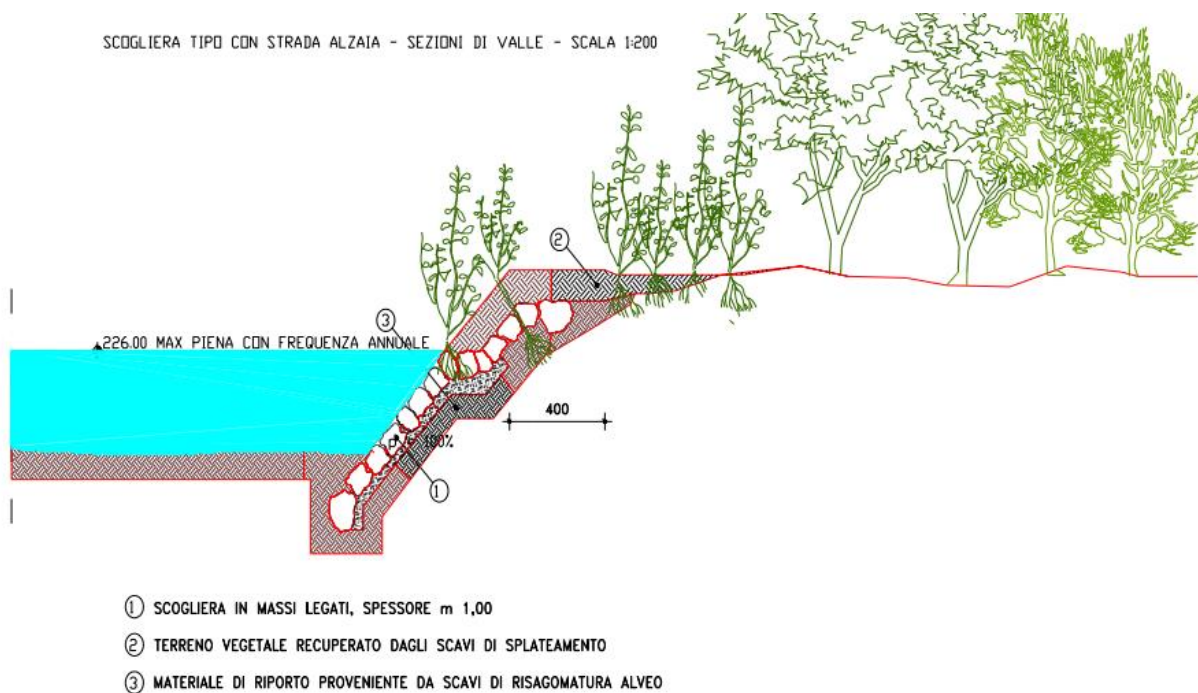 SCOGLIERA TIPO CON STRADA ALZAIA - SEZIONI DI VALLE - SCALA 1:200
2
3
226.00 MAX PIENA CON FREQUENZA ANNUALE
400
100%
1
1 SCOGLIERA IN MASSI LEGATI, SPESSORE m 1,00
2 TERRENO VEGETALE RECUPERATO DAGLI SCAVI DI SPLATEAMENTO
3 MATERIALE DI RIPORTO PROVENIENTE DA SCAVI DI RISAGOMATURA ALVEO